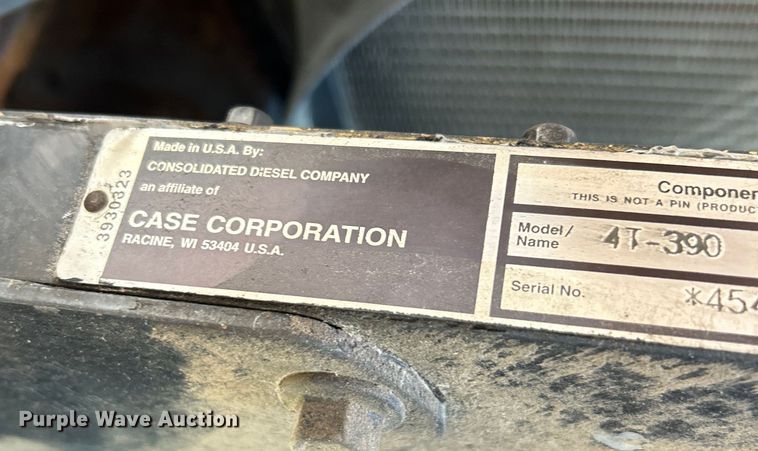 Made in U.S.A. By:
CONSOLIDATED DIESEL COMPANY
an affiliate of
CASE CORPORATION
RACINE, WI 53404 U.S.A.
3930323
Componen
THIS IS NOT A PIN (PRODUC
Model/
Name 4T-390
Serial No. *454
Purple Wave Auction